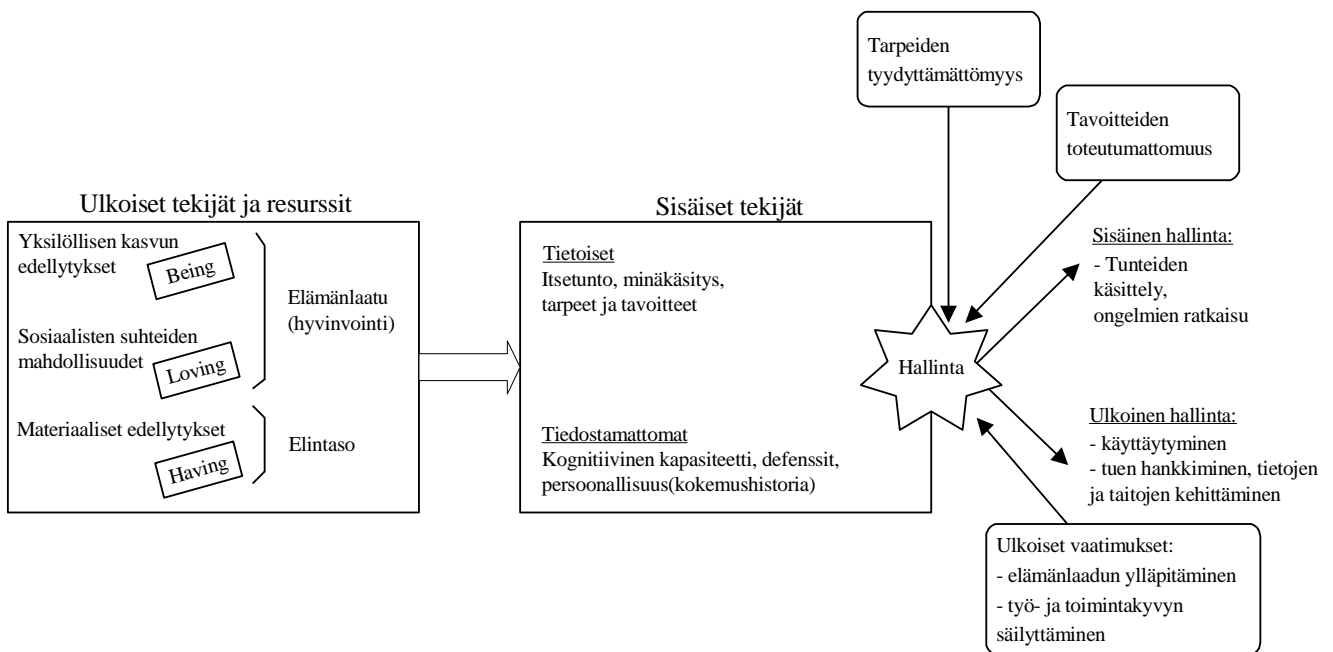 Tarpeiden
tyydyttämättömyys
Tavoitteiden
toteutumattomuus
Ulkoiset tekijät ja resurssit
Yksilöllisen kasvun
edellytykset
Being
Elämänlaatu
(hyvinvointi)
Sosiaalisten suhteiden
mahdollisuudet
Loving
Materiaaliset edellytykset
Having
Elintaso
Sisäiset tekijät
Tietoiset
Itsetunto, minäkäsitys,
tarpeet ja tavoitteet
Tiedostamattomat
Kognitiivinen kapasiteetti, defenssit,
persoonallisuus(kokemushistoria)
Hallinta
Sisäinen hallinta:
- Tunteiden
käsittely,
ongelmien ratkaisu
Ulkoinen hallinta:
- käyttäytyminen
- tuen hankkiminen, tietojen
ja taitojen kehittäminen
Ulkoiset vaatimukset:
- elämänlaadun ylläpitäminen
- työ- ja toimintakyvyn
säilyttäminen